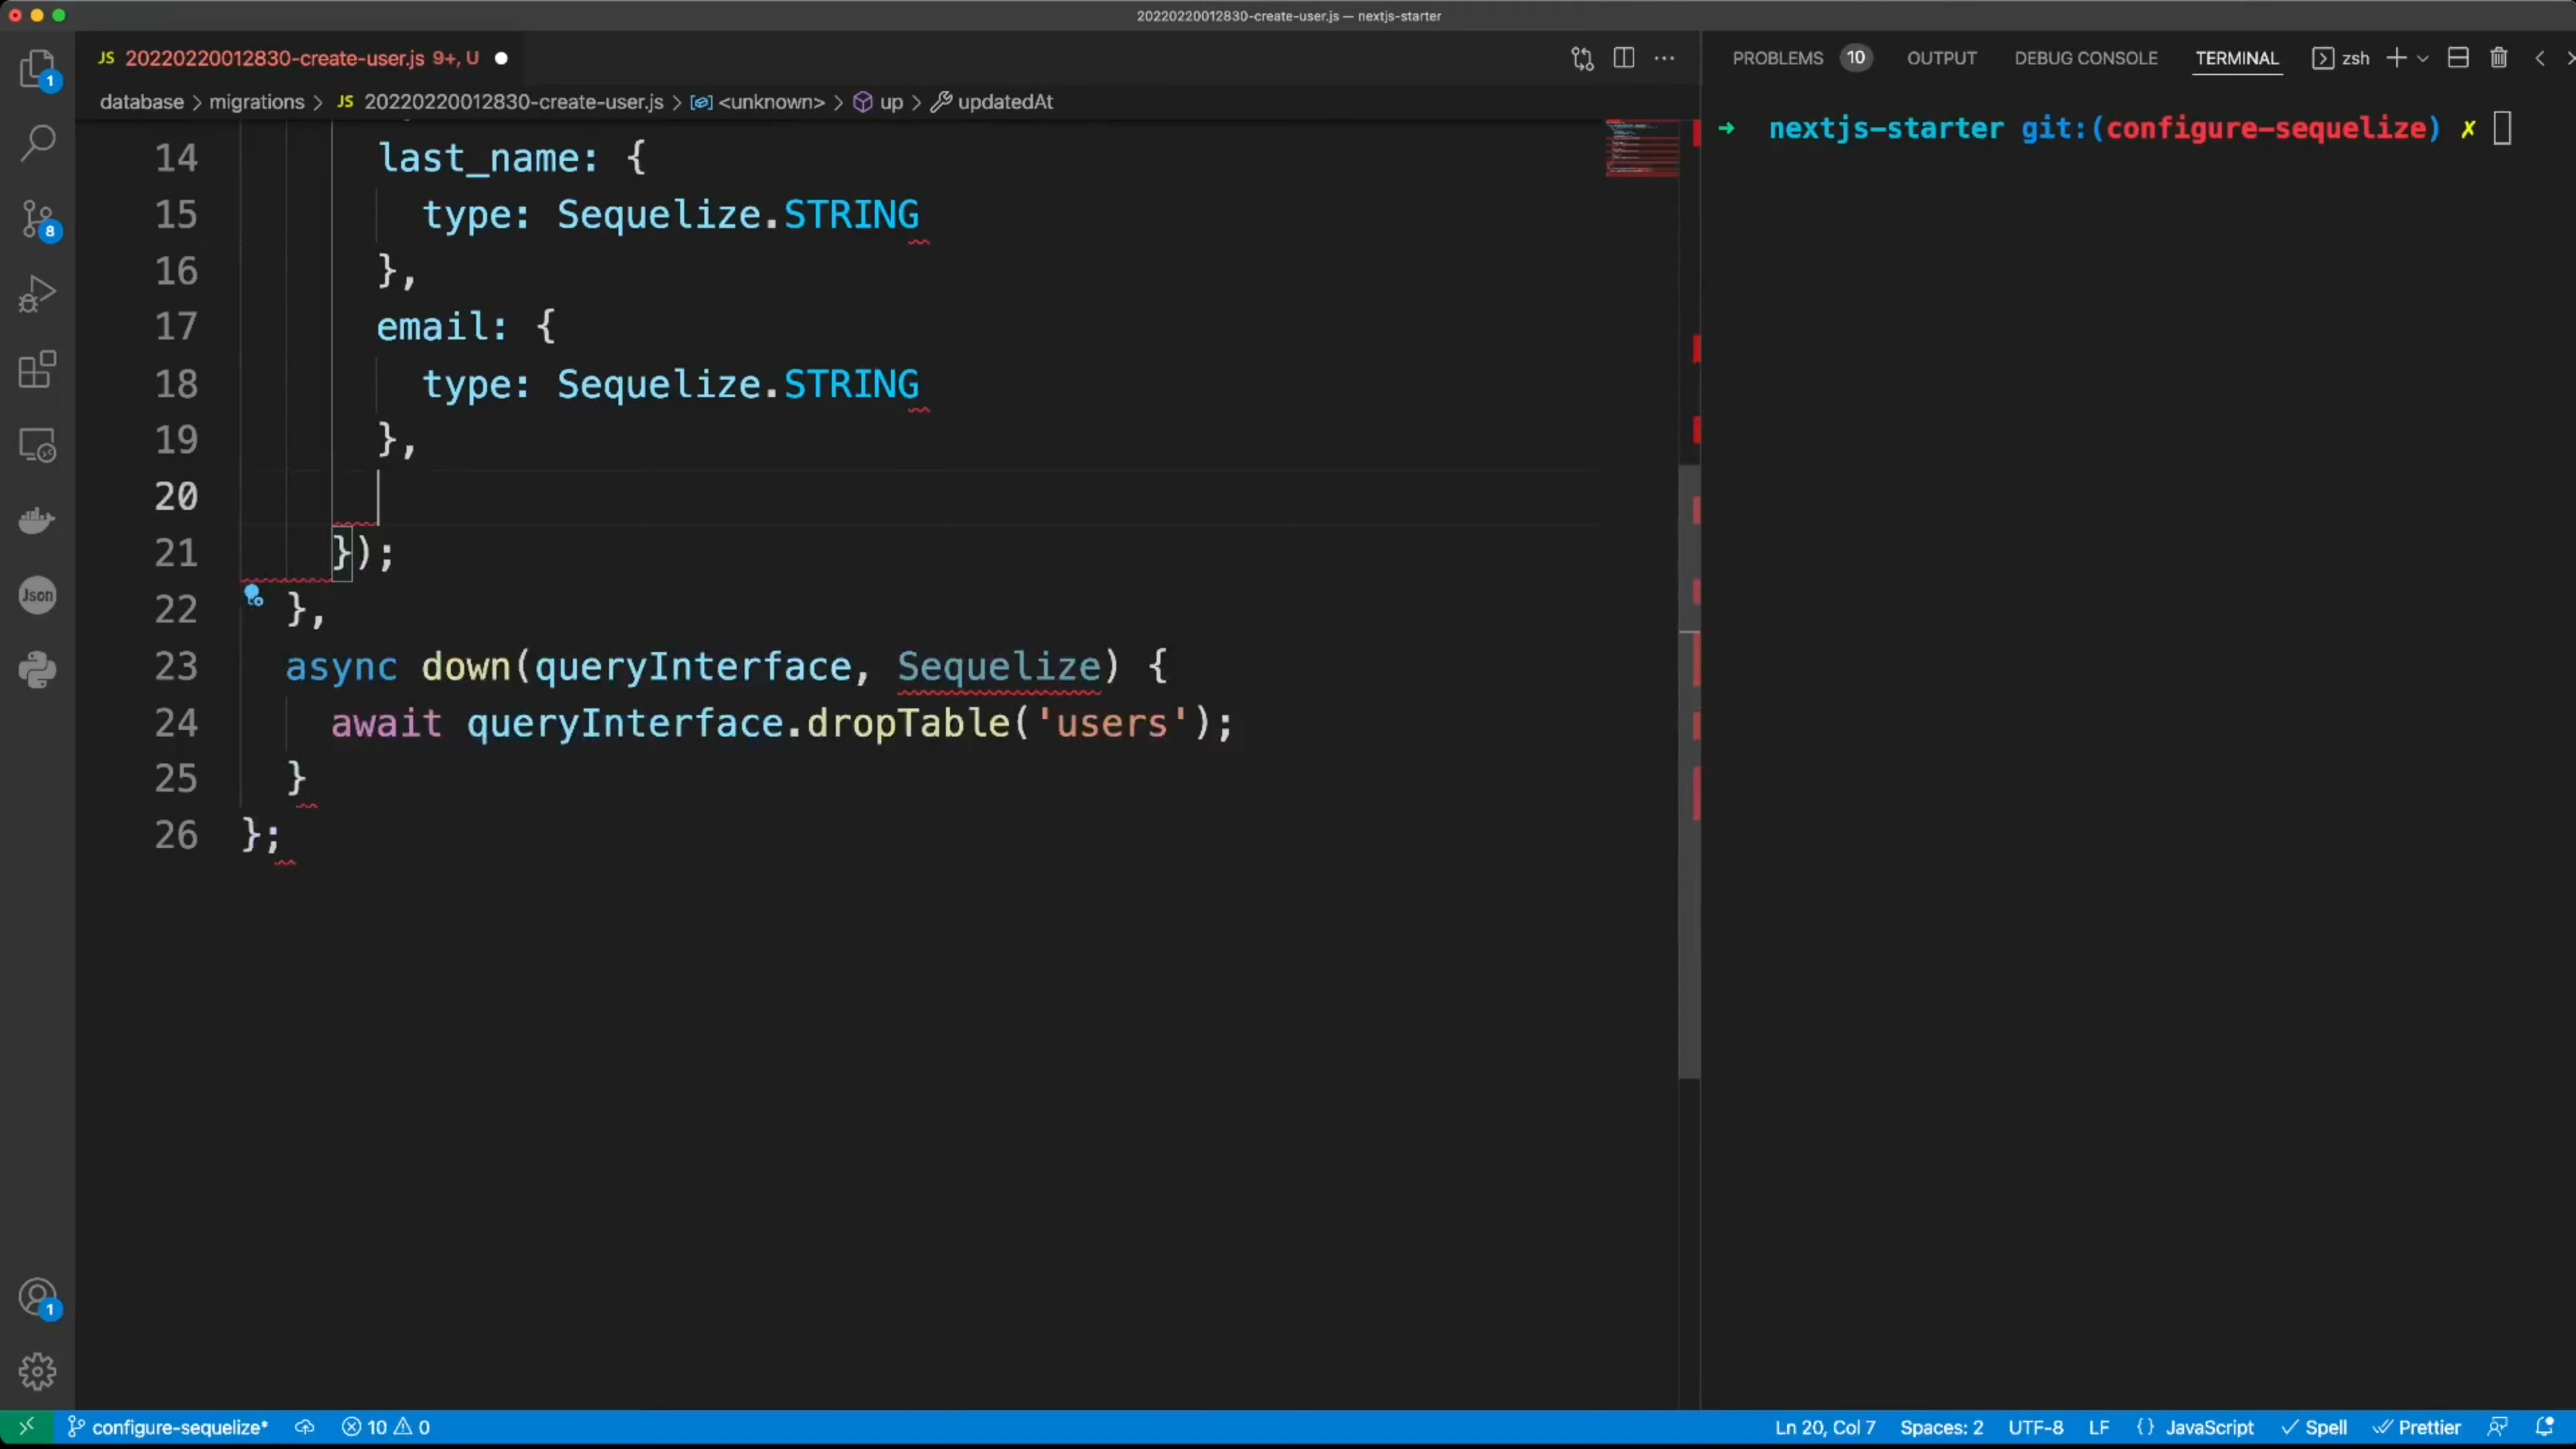 20220220012830-create-user.js — nextjs-starter
JS 20220220012830-create-user.js 9+, U
PROBLEMS 10 OUTPUT DEBUG CONSOLE TERMINAL zsh
database > migrations > JS 20220220012830-create-user.js > <unknown> > up > updatedAt
→ nextjs-starter git:(configure-sequelize) ✗
14 last_name: {
15 type: Sequelize.STRING
16 },
17 email: {
18 type: Sequelize.STRING
19 },
20
21 });
22 },
23 async down(queryInterface, Sequelize) {
24 await queryInterface.dropTable('users');
25 }
26 };
1
8
Json
1
configure-sequelize* 10 0 Ln 20, Col 7 Spaces: 2 UTF-8 LF {} JavaScript Spell Prettier